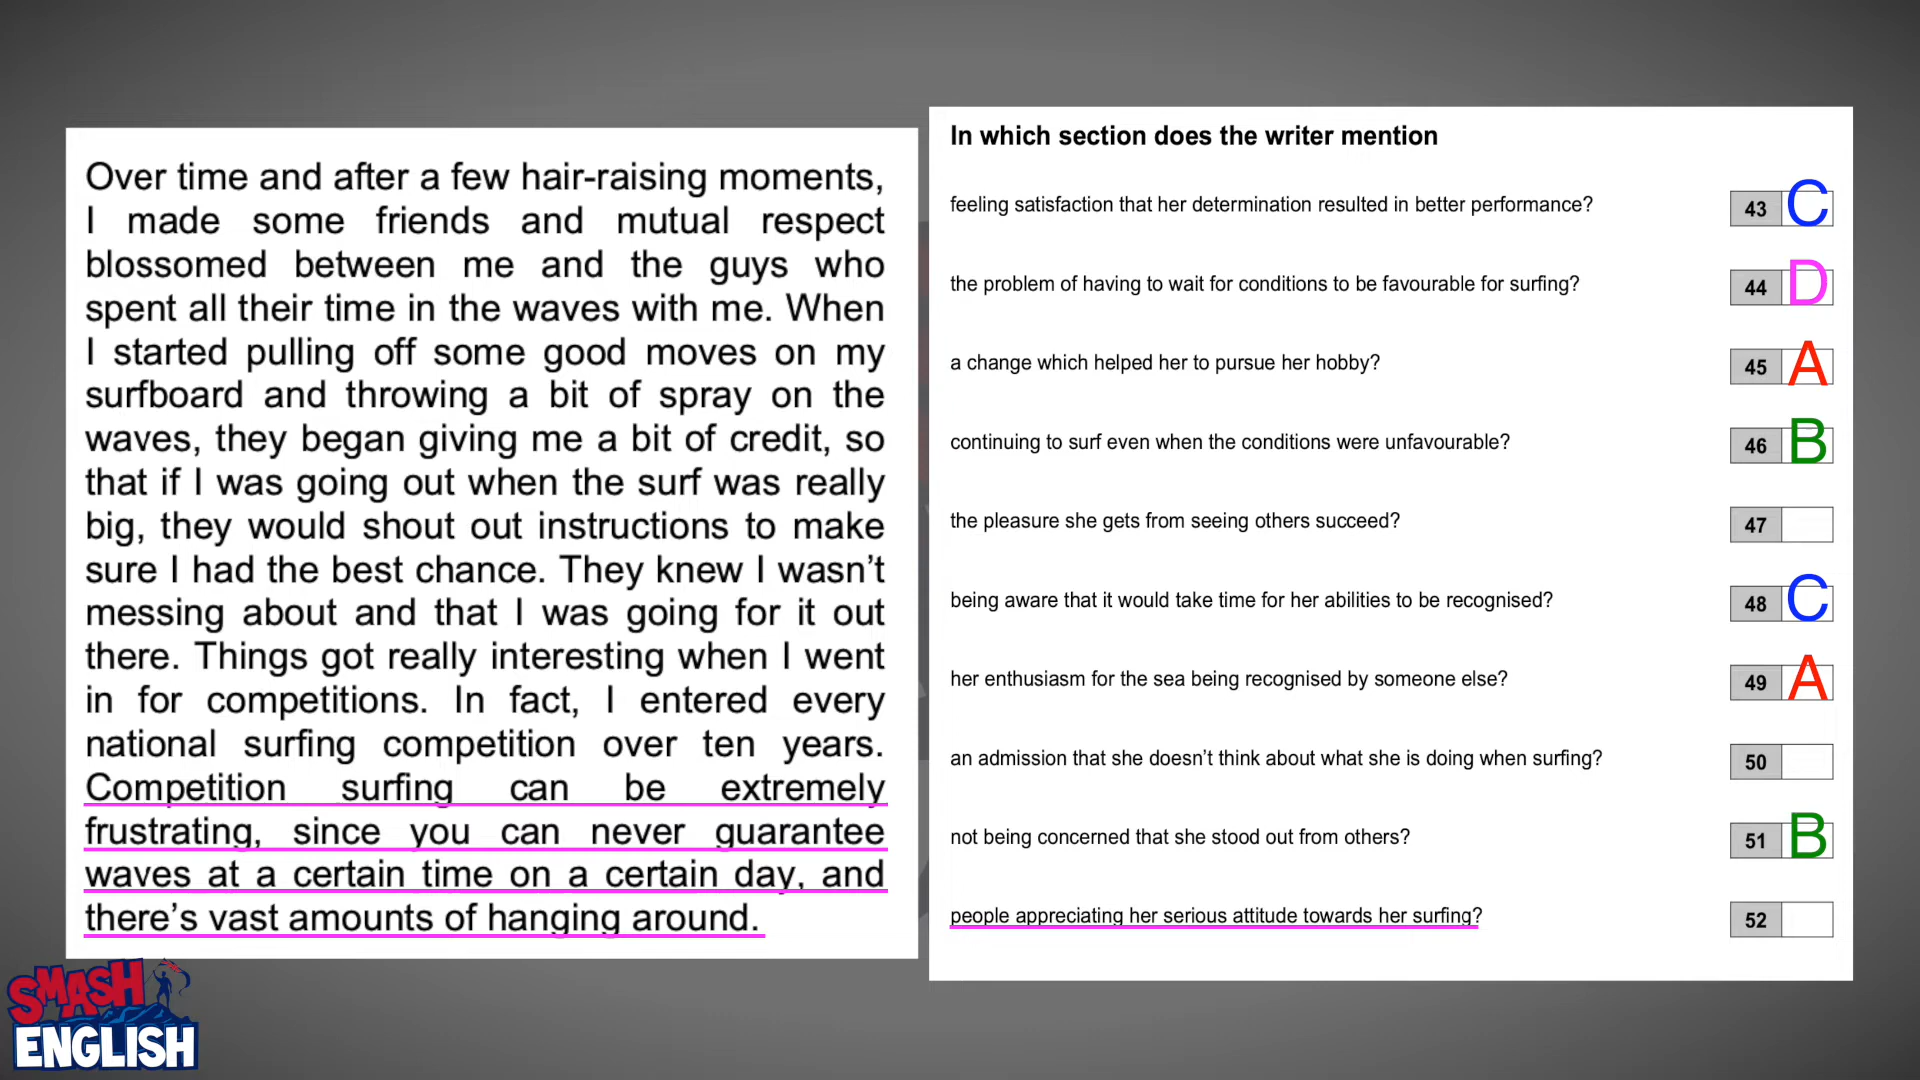 Over time and after a few hair-raising moments,
I made some friends and mutual respect
blossomed between me and the guys who
spent all their time in the waves with me. When
I started pulling off some good moves on my
surfboard and throwing a bit of spray on the
waves, they began giving me a bit of credit, so
that if I was going out when the surf was really
big, they would shout out instructions to make
sure I had the best chance. They knew I wasn't
messing about and that I was going for it out
there. Things got really interesting when I went
in for competitions. In fact, I entered every
national surfing competition over ten years.
Competition surfing can be extremely
frustrating, since you can never guarantee
waves at a certain time on a certain day, and
there's vast amounts of hanging around.
In which section does the writer mention
feeling satisfaction that her determination resulted in better performance? 43 C
the problem of having to wait for conditions to be favourable for surfing? 44 D
a change which helped her to pursue her hobby? 45 A
continuing to surf even when the conditions were unfavourable? 46 B
the pleasure she gets from seeing others succeed? 47
being aware that it would take time for her abilities to be recognised? 48 C
her enthusiasm for the sea being recognised by someone else? 49 A
an admission that she doesn't think about what she is doing when surfing? 50
not being concerned that she stood out from others? 51 B
people appreciating her serious attitude towards her surfing? 52
SMASH
ENGLISH